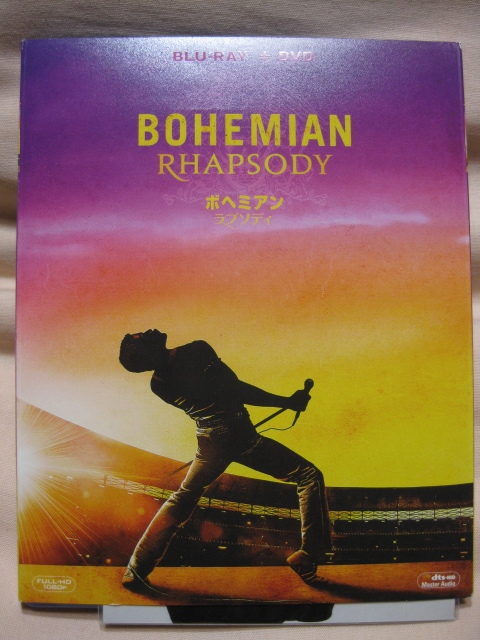 BLU-RAY + DVD
BOHEMIAN
RHAPSODY
ボヘミアン
ラプソディ
FULL-HD
1080P
dts-HD
Master Audio